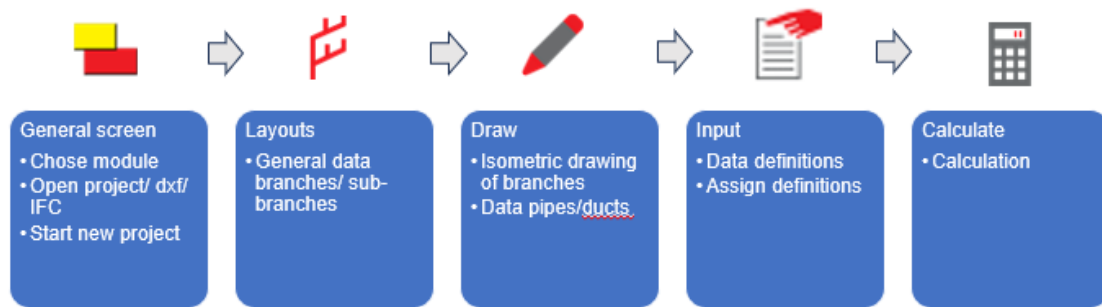 General screen
• Chose module
• Open project/ dxf/
IFC
• Start new project
Layouts
• General data
branches/ sub-
branches
Draw
• Isometric drawing
of branches
• Data pipes/ducts
Input
• Data definitions
• Assign definitions
Calculate
• Calculation